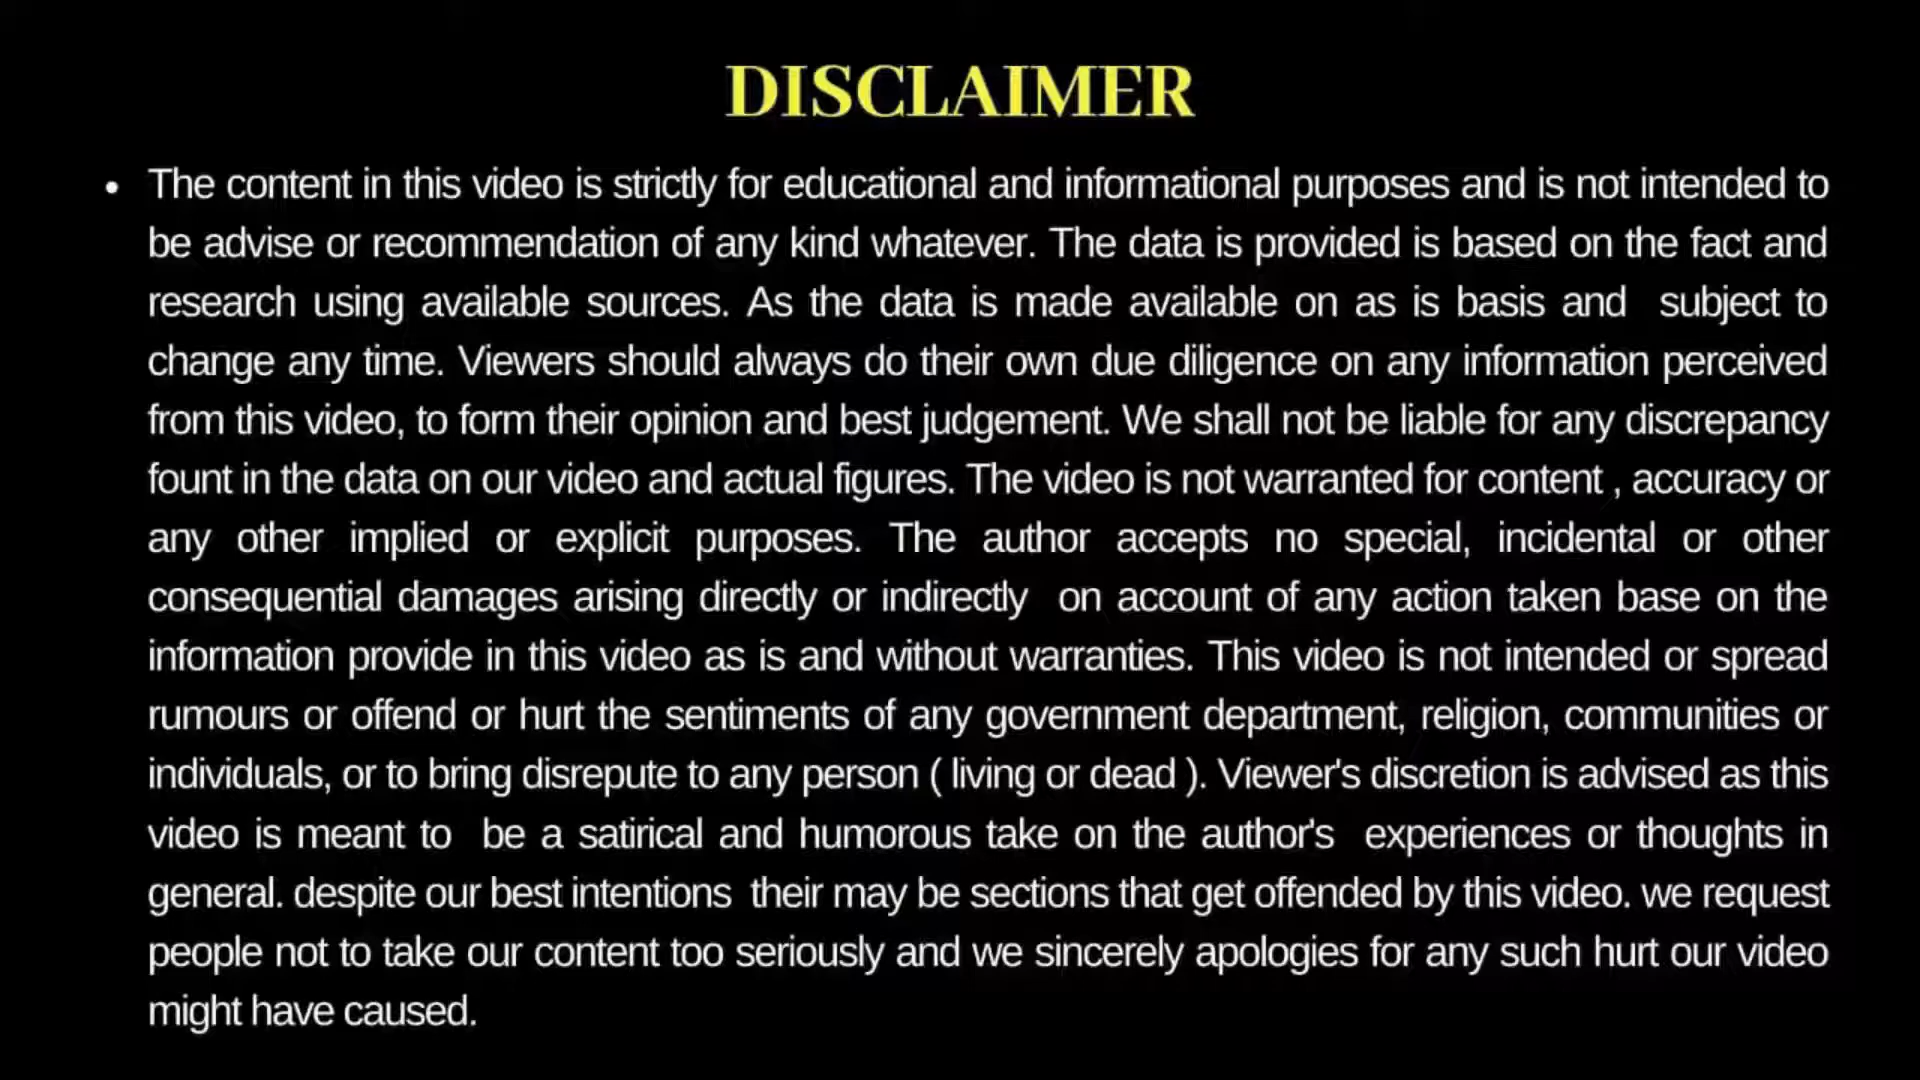 DISCLAIMER
• The content in this video is strictly for educational and informational purposes and is not intended to
be advise or recommendation of any kind whatever. The data is provided is based on the fact and
research using available sources. As the data is made available on as is basis and subject to
change any time. Viewers should always do their own due diligence on any information perceived
from this video, to form their opinion and best judgement. We shall not be liable for any discrepancy
fount in the data on our video and actual figures. The video is not warranted for content , accuracy or
any other implied or explicit purposes. The author accepts no special, incidental or other
consequential damages arising directly or indirectly on account of any action taken base on the
information provide in this video as is and without warranties. This video is not intended or spread
rumours or offend or hurt the sentiments of any government department, religion, communities or
individuals, or to bring disrepute to any person ( living or dead ). Viewer's discretion is advised as this
video is meant to be a satirical and humorous take on the author's experiences or thoughts in
general. despite our best intentions their may be sections that get offended by this video. we request
people not to take our content too seriously and we sincerely apologies for any such hurt our video
might have caused.